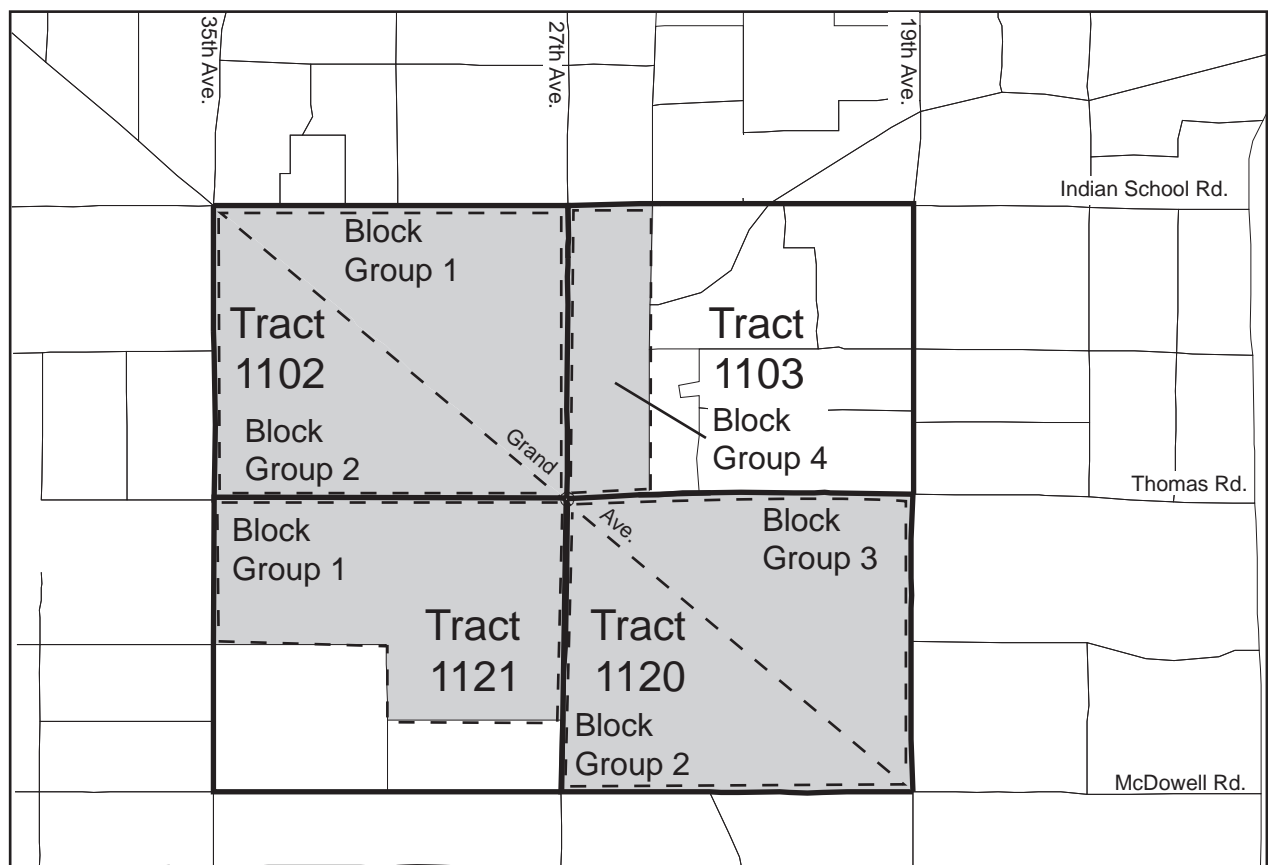 35th Ave.
27th Ave.
19th Ave.
Indian School Rd.
Block
Group 1
Tract
1102
Block
Group 2
Grand
Tract
1103
Block
Group 4
Thomas Rd.
Block
Group 1
Tract
1121
Ave.
Block
Group 3
Tract
1120
Block
Group 2
McDowell Rd.